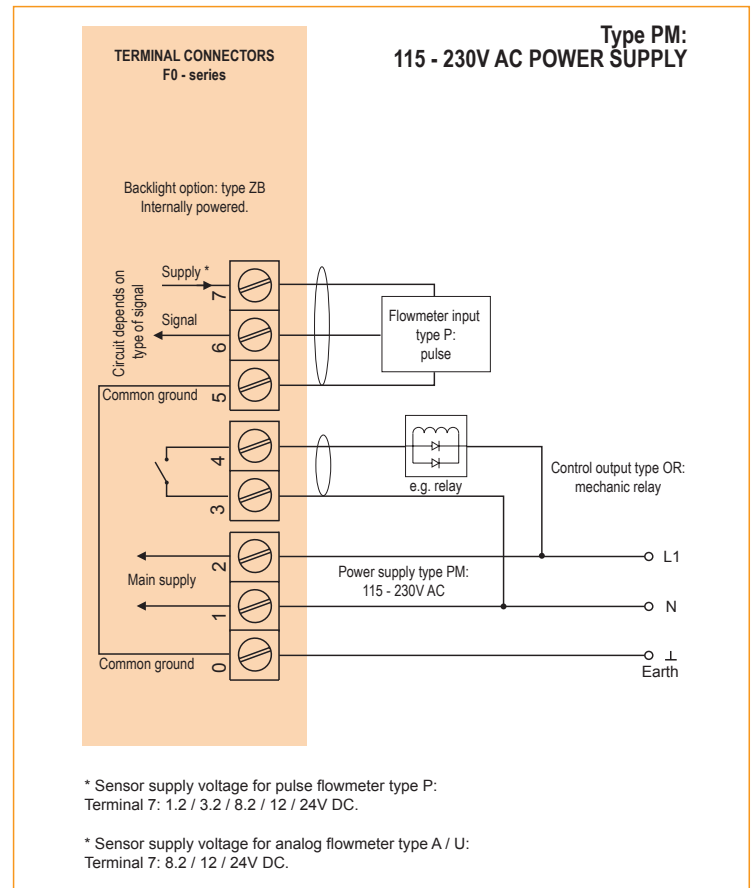 Type PM:
115 - 230V AC POWER SUPPLY
TERMINAL CONNECTORS
F0 - series
Backlight option: type ZB
Internally powered.
Circuit depends on
type of signal
Supply *
7
Signal
6
Common ground
5
Flowmeter input
type P:
pulse
4
3
e.g. relay
Control output type OR:
mechanic relay
2
Main supply
1
Power supply type PM:
115 - 230V AC
L1
N
Common ground
0
Earth
* Sensor supply voltage for pulse flowmeter type P:
Terminal 7: 1.2 / 3.2 / 8.2 / 12 / 24V DC.
* Sensor supply voltage for analog flowmeter type A / U:
Terminal 7: 8.2 / 12 / 24V DC.